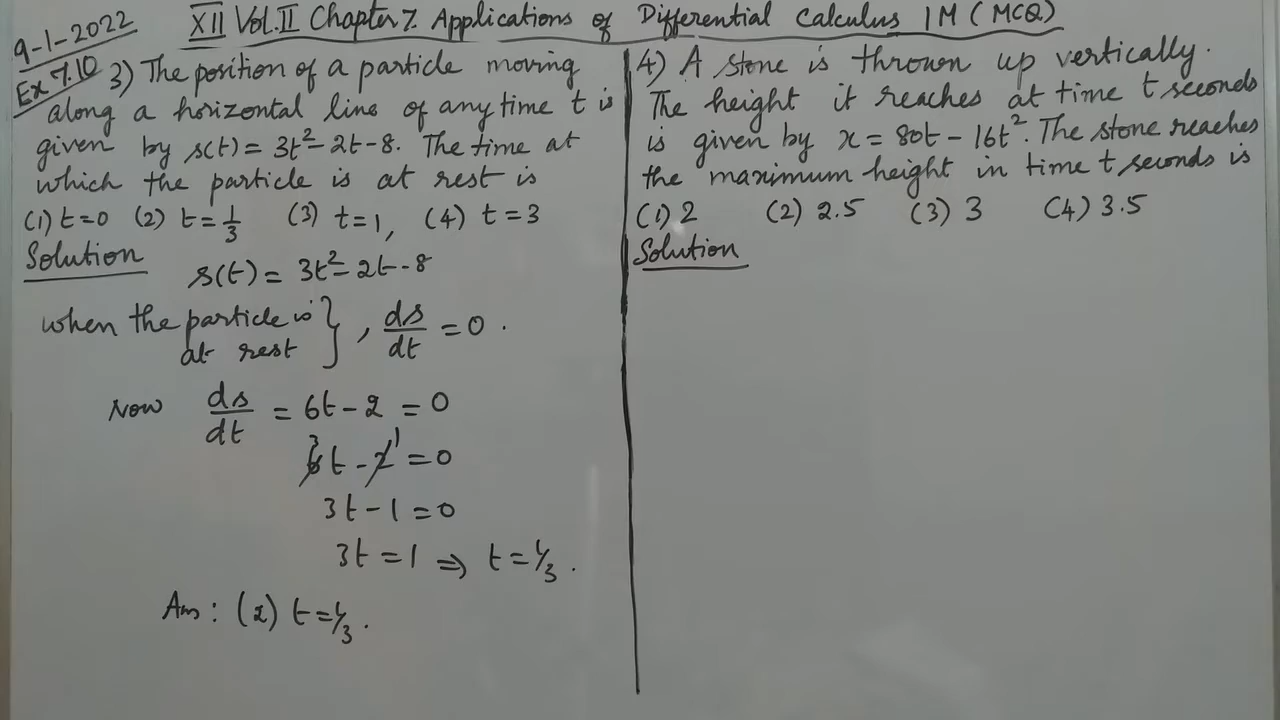 9-1-2022
XII Vol.II Chapter 7. Applications of Differential Calculus 1M (MCQ)
Ex 7.10
3) The position of a particle moving
along a horizontal line of any time t is
given by s(t) = 3t² - 2t - 8. The time at
which the particle is at rest is
(1) t=0 (2) t = 1/3 (3) t=1, (4) t = 3
Solution
s(t) = 3t² - 2t - 8
when the particle is
at rest } , ds/dt = 0 .
Now ds/dt = 6t - 2 = 0
3 1
6t - 2 = 0
3t - 1 = 0
3t = 1 ⇒ t = 1/3 .
Ans : (2) t = 1/3 .
4) A stone is thrown up vertically.
The height it reaches at time t seconds
is given by x = 80t - 16t². The stone reaches
the maximum height in time t seconds is
(1) 2 (2) 2.5 (3) 3 (4) 3.5
Solution